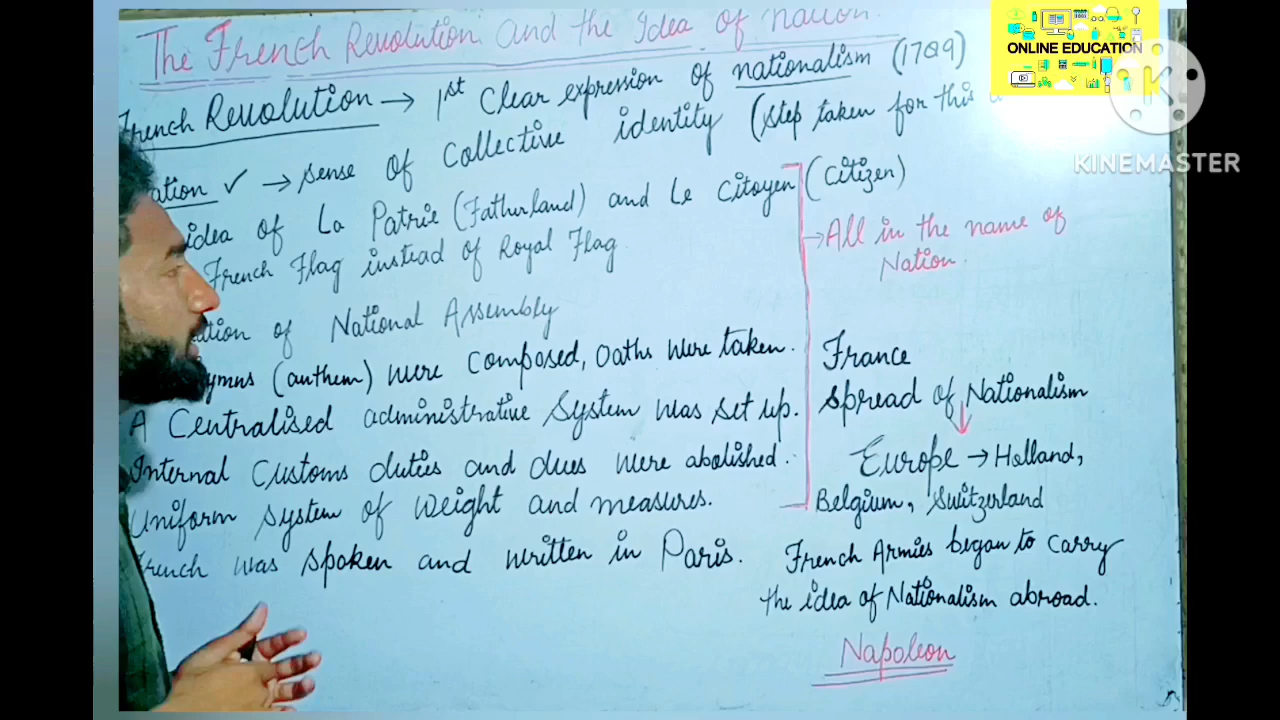 The French Revolution and the Idea of Nation.
French Revolution → 1st Clear expression of nationalism (1789)
ation ✓ → sense of Collective identity (step taken for this
idea of La Patrie (Fatherland) and Le Citoyen (Citizen)
French Flag instead of Royal Flag
ation of National Assembly
ymns (anthem) were composed, Oaths were taken.
A Centralised administrative System was set up.
Internal Customs duties and dues were abolished.
Uniform system of weight and measures.
French was spoken and written in Paris.
→ All in the name of
Nation.
France
Spread of Nationalism
↓
Europe → Holland,
Belgium, Switzerland
French Armies began to carry
the idea of Nationalism abroad.
Napoleon
ONLINE EDUCATION
K
KINEMASTER